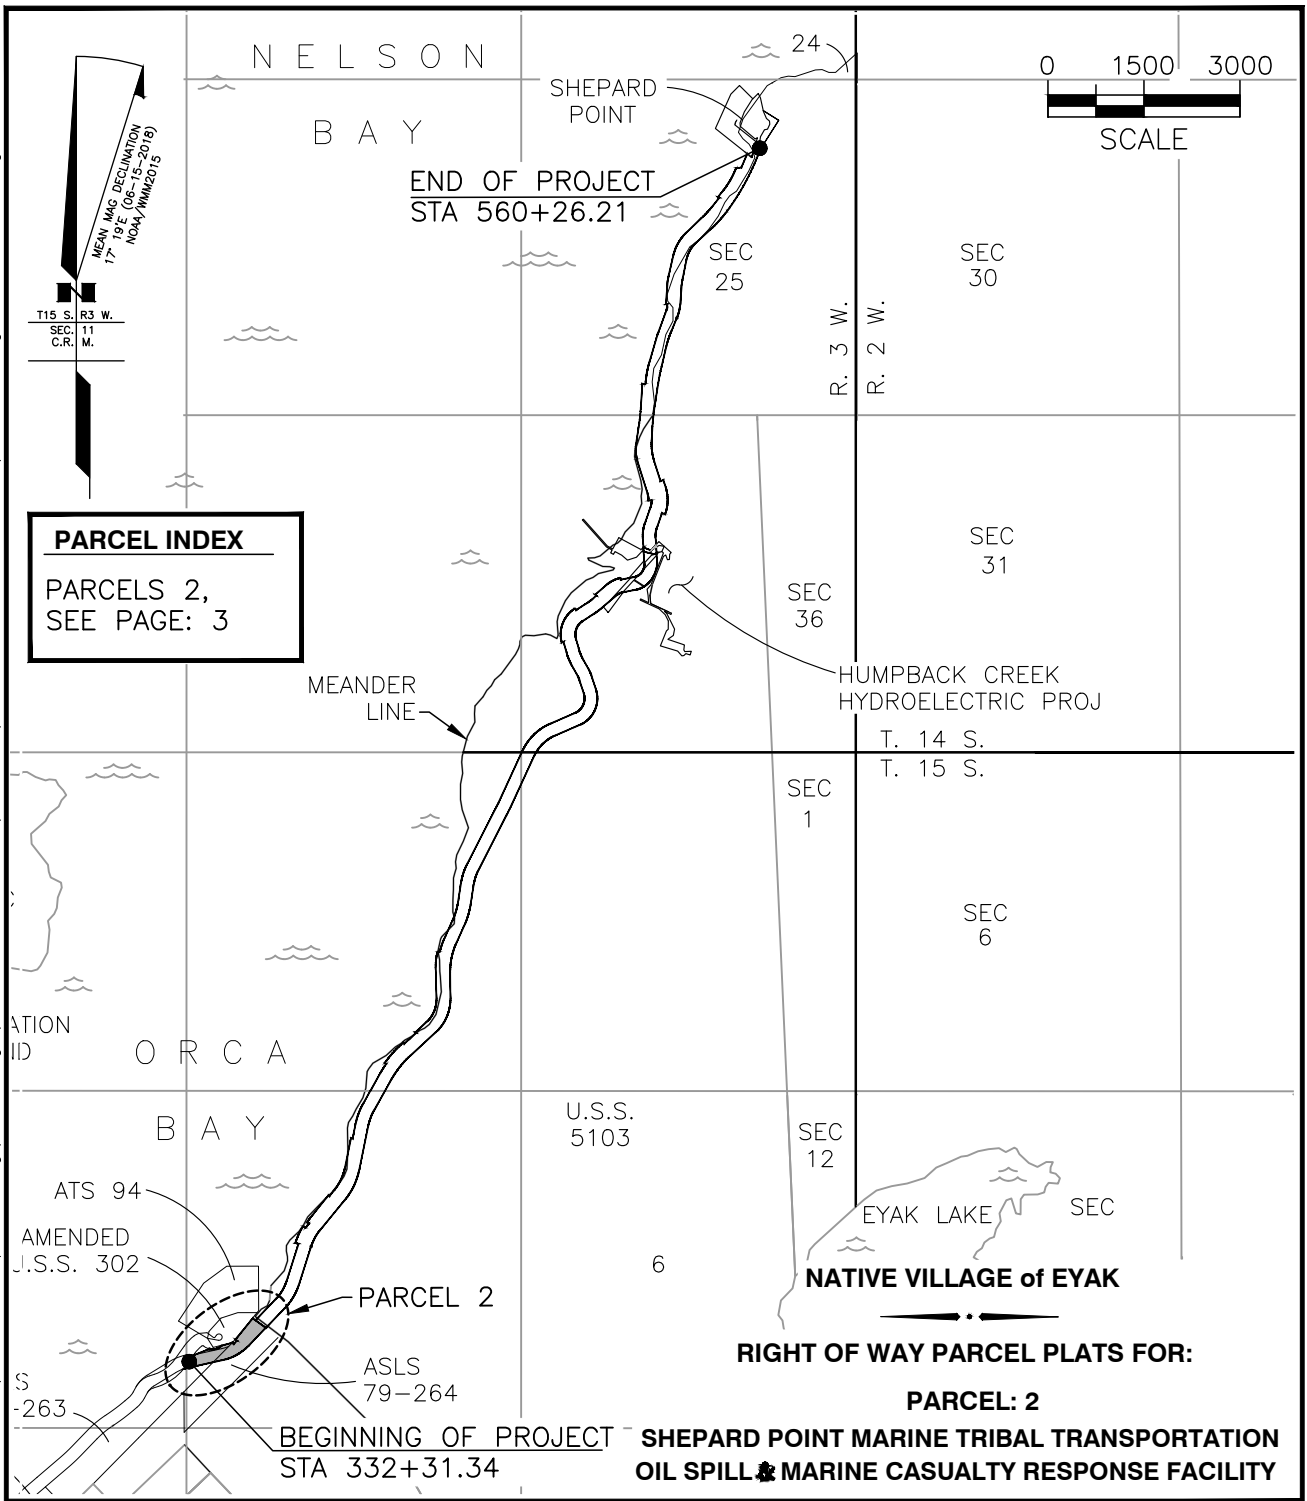 NELSON
BAY
24
0 1500 3000
SCALE
SHEPARD
POINT
MEAN MAG DECLINATION
17° 19'E (06-15-2018)
NOAA/WMM2015
END OF PROJECT
STA 560+26.21
SEC
25
SEC
30
R. 3 W.
R. 2 W.
N
T15 S. R3 W.
SEC. 11
C.R. M.
PARCEL INDEX
PARCELS 2,
SEE PAGE: 3
SEC
31
SEC
36
HUMPBACK CREEK
HYDROELECTRIC PROJ
MEANDER
LINE
T. 14 S.
T. 15 S.
SEC
1
SEC
6
ATION
ND
ORCA
BAY
U.S.S.
5103
SEC
12
ATS 94
AMENDED
U.S.S. 302
EYAK LAKE
SEC
6
PARCEL 2
ASLS
79-264
S
-263
BEGINNING OF PROJECT
STA 332+31.34
NATIVE VILLAGE of EYAK
RIGHT OF WAY PARCEL PLATS FOR:
PARCEL: 2
SHEPARD POINT MARINE TRIBAL TRANSPORTATION
OIL SPILL & MARINE CASUALTY RESPONSE FACILITY